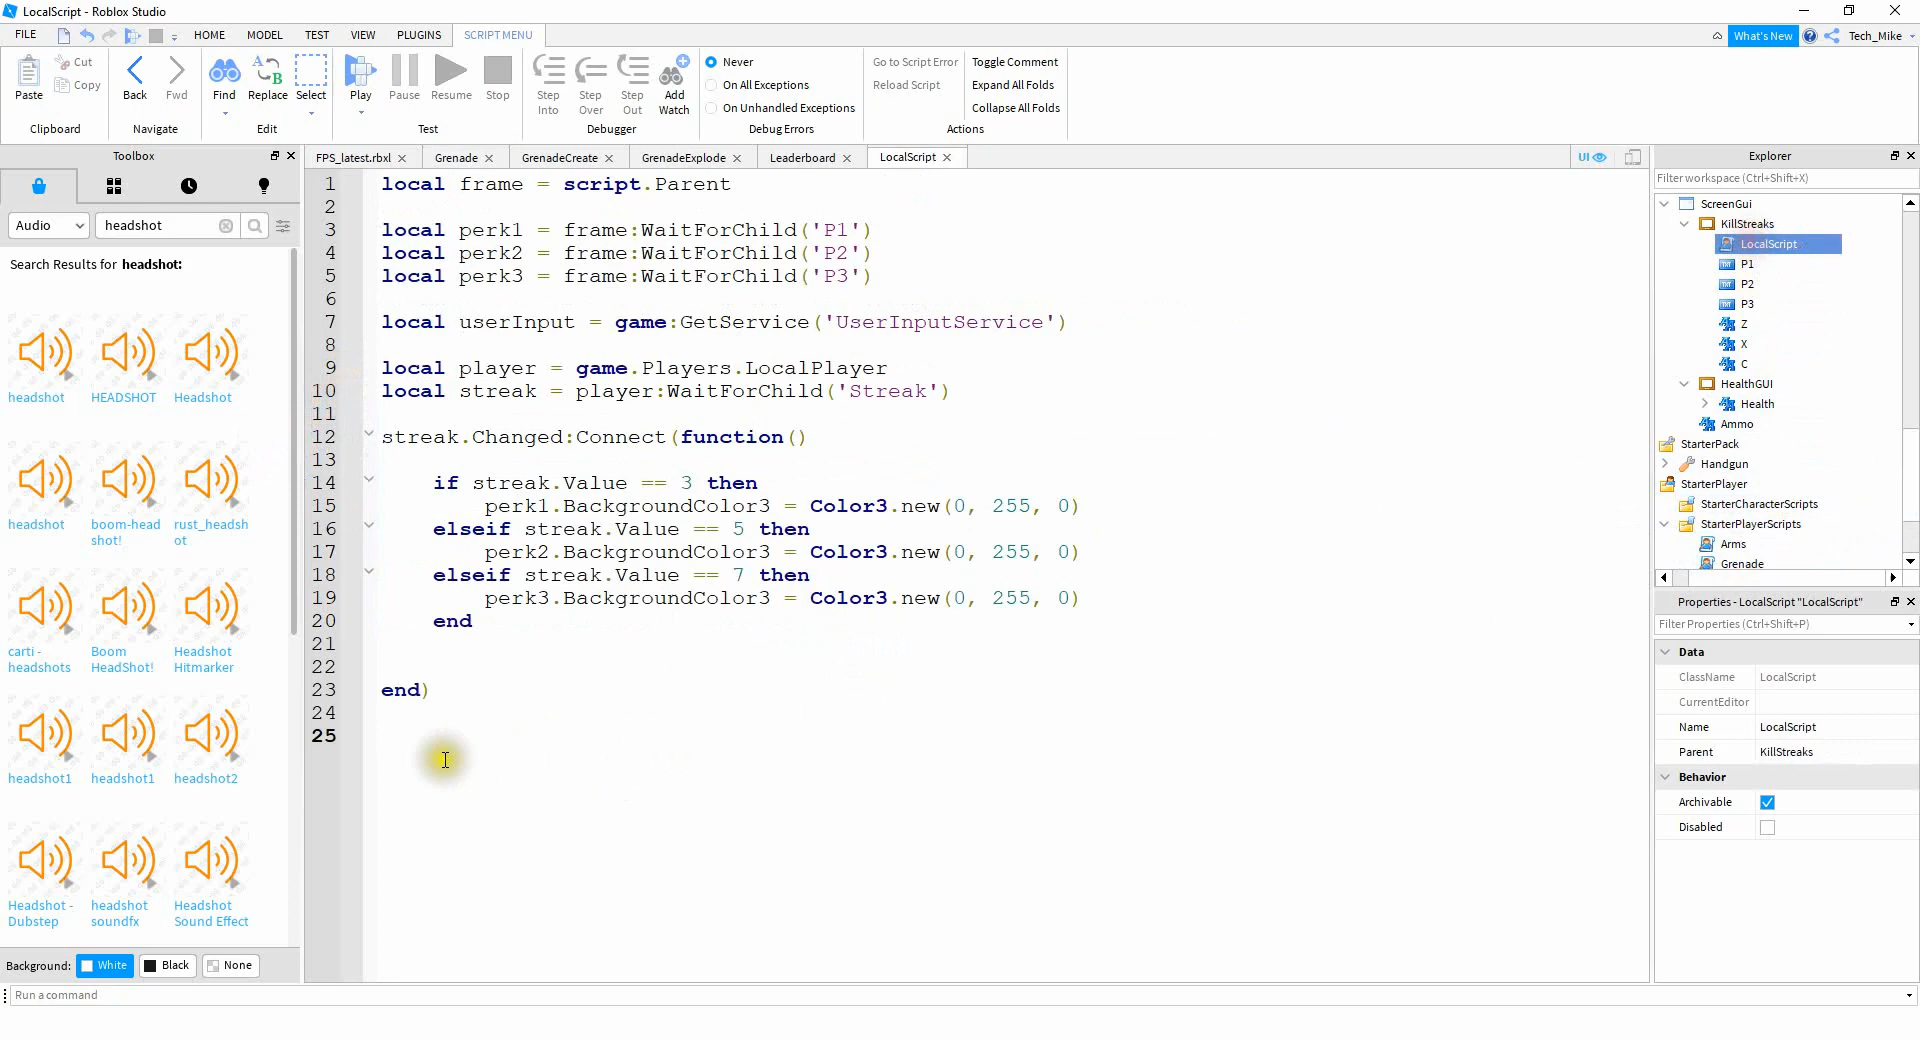 LocalScript - Roblox Studio
FILE HOME MODEL TEST VIEW PLUGINS SCRIPT MENU What's New Tech_Mike
Paste Cut Copy Back Fwd Find Replace Select Play Pause Resume Stop Step Into Step Over Step Out Add Watch
Never
On All Exceptions
On Unhandled Exceptions
Go to Script Error
Reload Script
Toggle Comment
Expand All Folds
Collapse All Folds
Clipboard Navigate Edit Test Debugger Debug Errors Actions
Toolbox
Audio headshot
Search Results for headshot:
headshot HEADSHOT Headshot
headshot boom-head shot! rust_headsh ot
carti - headshots Boom HeadShot! Headshot Hitmarker
headshot1 headshot1 headshot2
Headshot - Dubstep headshot soundfx Headshot Sound Effect
Background: White Black None
Run a command
FPS_latest.rbxl Grenade GrenadeCreate GrenadeExplode Leaderboard LocalScript UI
1 local frame = script.Parent
2
3 local perk1 = frame:WaitForChild('P1')
4 local perk2 = frame:WaitForChild('P2')
5 local perk3 = frame:WaitForChild('P3')
6
7 local userInput = game:GetService('UserInputService')
8
9 local player = game.Players.LocalPlayer
10 local streak = player:WaitForChild('Streak')
11
12 streak.Changed:Connect(function()
13
14 if streak.Value == 3 then
15 perk1.BackgroundColor3 = Color3.new(0, 255, 0)
16 elseif streak.Value == 5 then
17 perk2.BackgroundColor3 = Color3.new(0, 255, 0)
18 elseif streak.Value == 7 then
19 perk3.BackgroundColor3 = Color3.new(0, 255, 0)
20 end
21
22
23 end)
24
25
Explorer
Filter workspace (Ctrl+Shift+X)
ScreenGui
KillStreaks
LocalScript
P1
P2
P3
Z
X
C
HealthGUI
Health
Ammo
StarterPack
Handgun
StarterPlayer
StarterCharacterScripts
StarterPlayerScripts
Arms
Grenade
Properties - LocalScript "LocalScript"
Filter Properties (Ctrl+Shift+P)
Data
ClassName LocalScript
CurrentEditor
Name LocalScript
Parent KillStreaks
Behavior
Archivable
Disabled